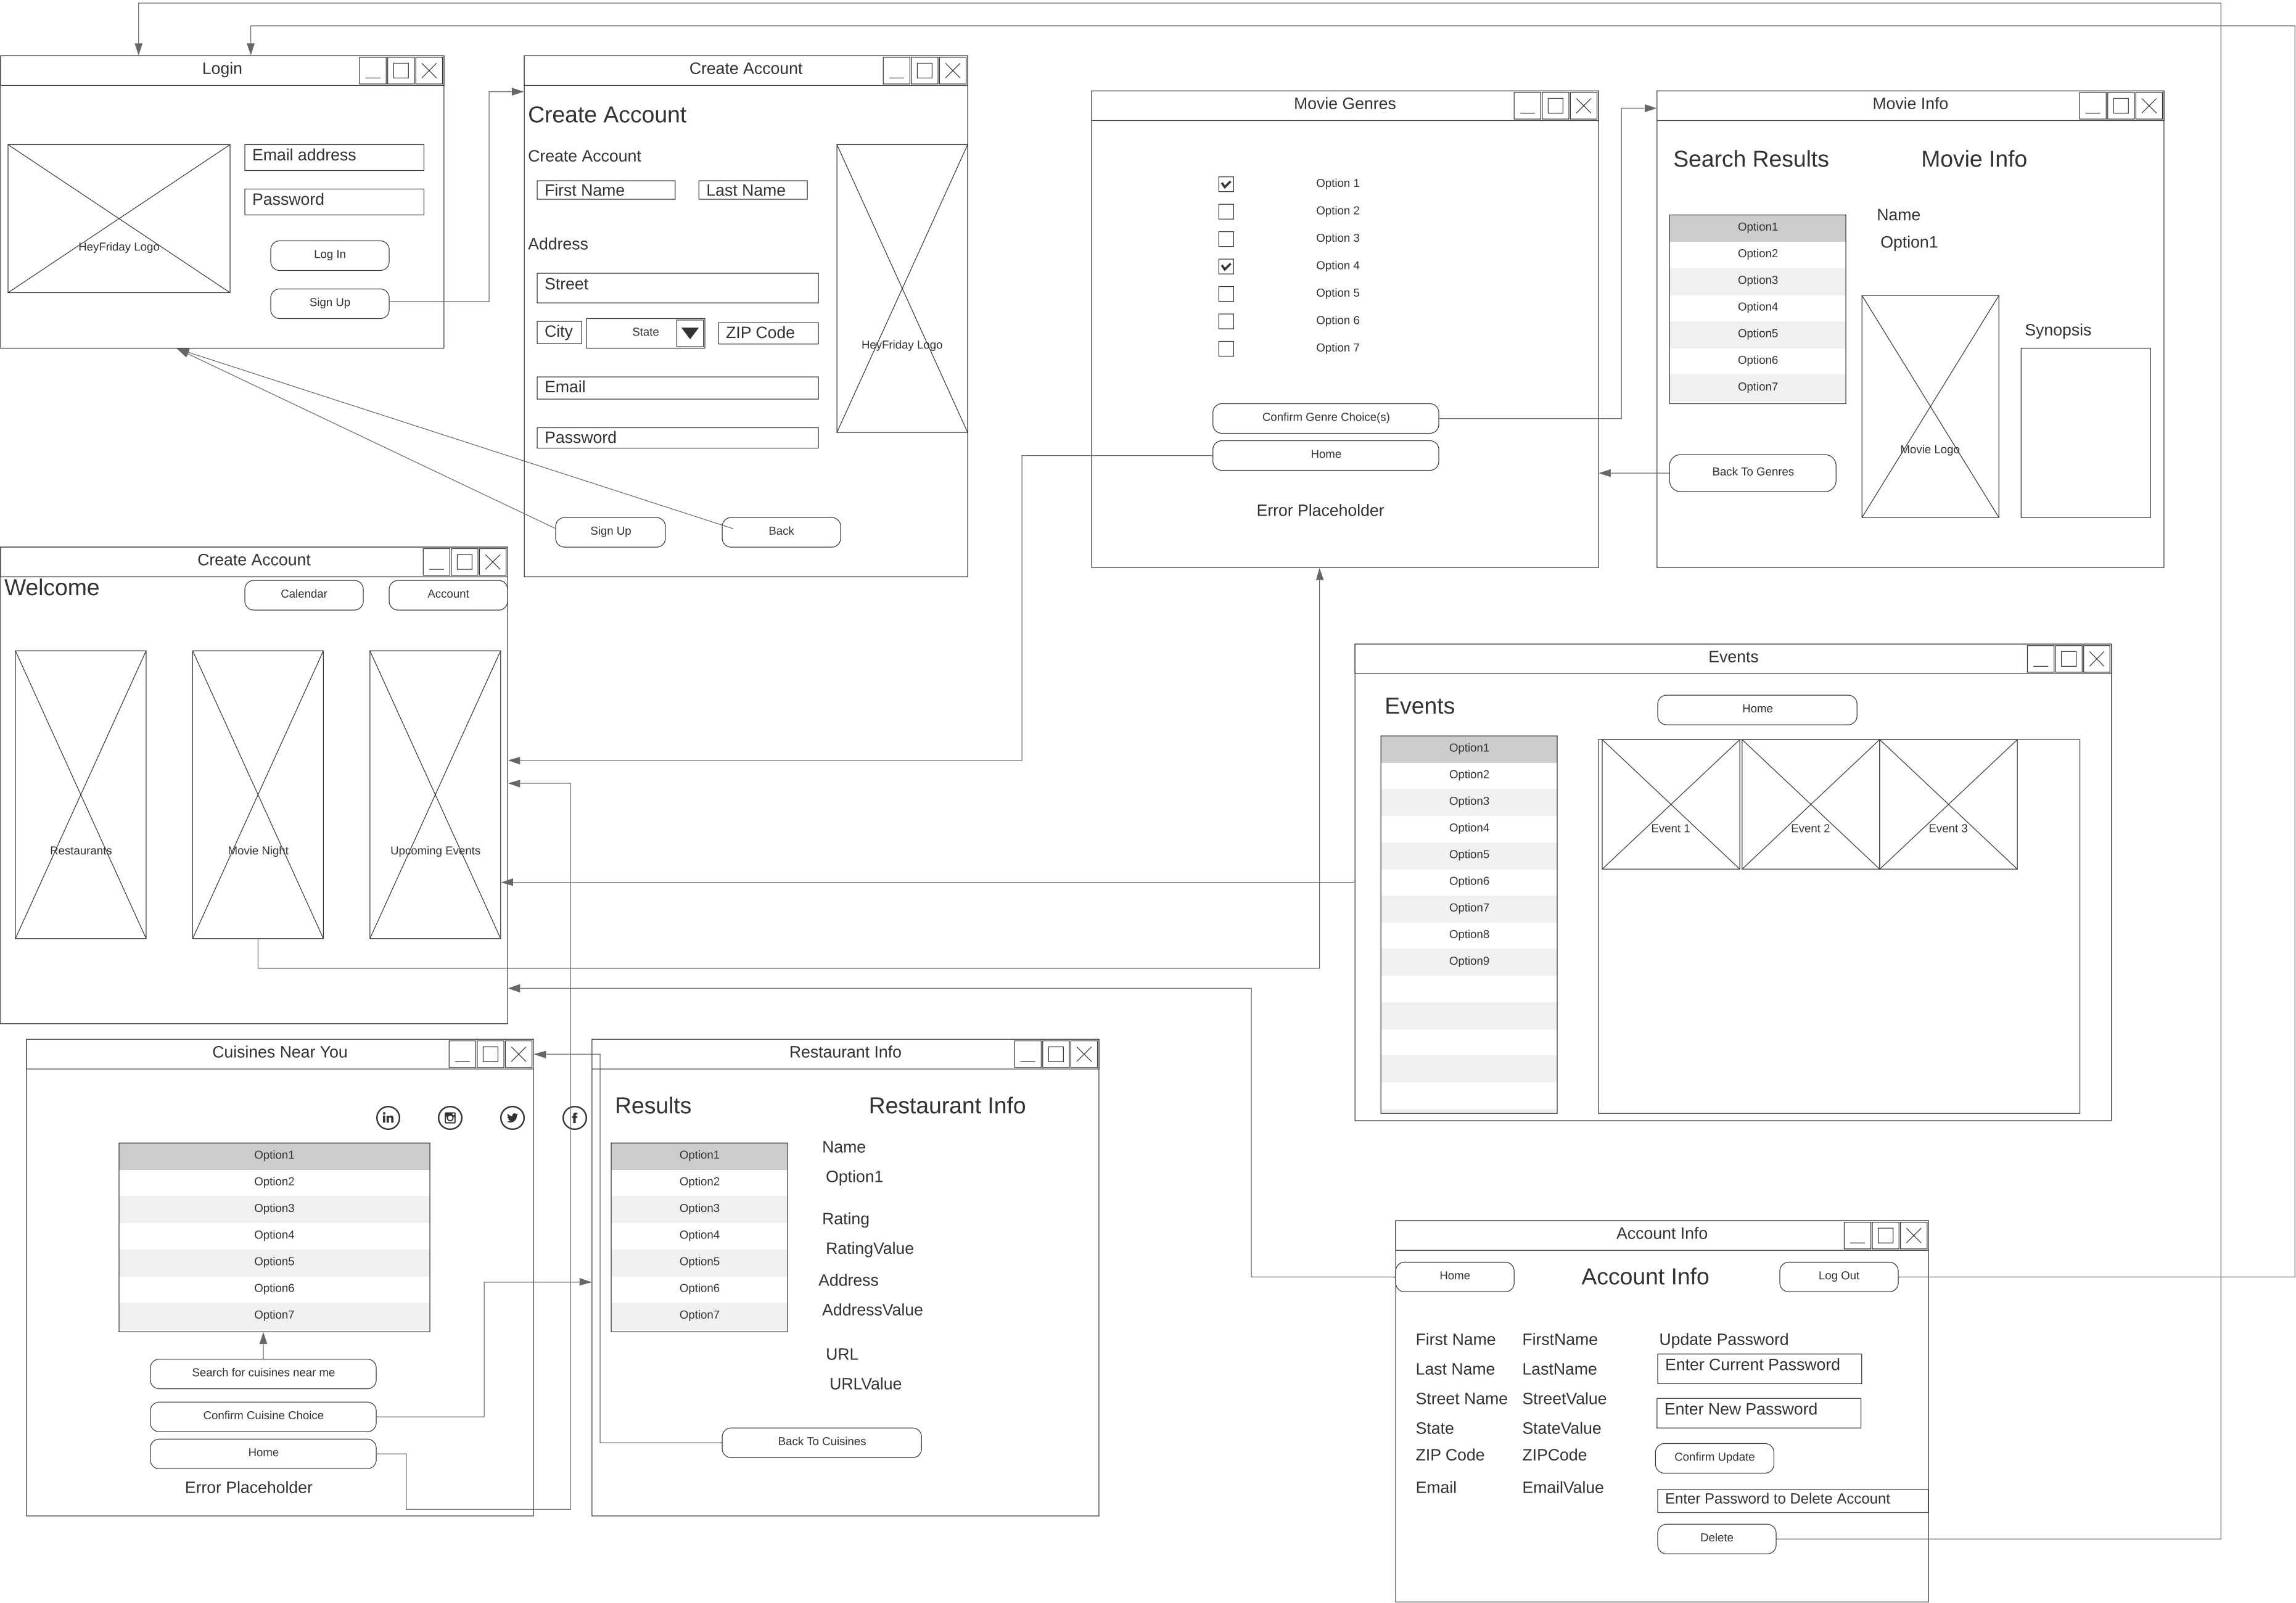 Login
Email address
Password
HeyFriday Logo
Log In
Sign Up
Create Account
Create Account
Create Account
First Name
Last Name
Address
Street
City
State
ZIP Code
HeyFriday Logo
Email
Password
Sign Up
Back
Movie Genres
Option 1
Option 2
Option 3
Option 4
Option 5
Option 6
Option 7
Confirm Genre Choice(s)
Home
Error Placeholder
Movie Info
Search Results
Movie Info
Option1
Option2
Option3
Option4
Option5
Option6
Option7
Name
Option1
Synopsis
Movie Logo
Back To Genres
Create Account
Welcome
Calendar
Account
Restaurants
Movie Night
Upcoming Events
Events
Events
Home
Option1
Option2
Option3
Option4
Option5
Option6
Option7
Option8
Option9
Event 1
Event 2
Event 3
Cuisines Near You
in
f
Option1
Option2
Option3
Option4
Option5
Option6
Option7
Search for cuisines near me
Confirm Cuisine Choice
Home
Error Placeholder
Restaurant Info
Results
Restaurant Info
Option1
Option2
Option3
Option4
Option5
Option6
Option7
Name
Option1
Rating
RatingValue
Address
AddressValue
URL
URLValue
Back To Cuisines
Account Info
Home
Account Info
Log Out
First Name FirstName
Last Name LastName
Street Name StreetValue
State StateValue
ZIP Code ZIPCode
Email EmailValue
Update Password
Enter Current Password
Enter New Password
Confirm Update
Enter Password to Delete Account
Delete